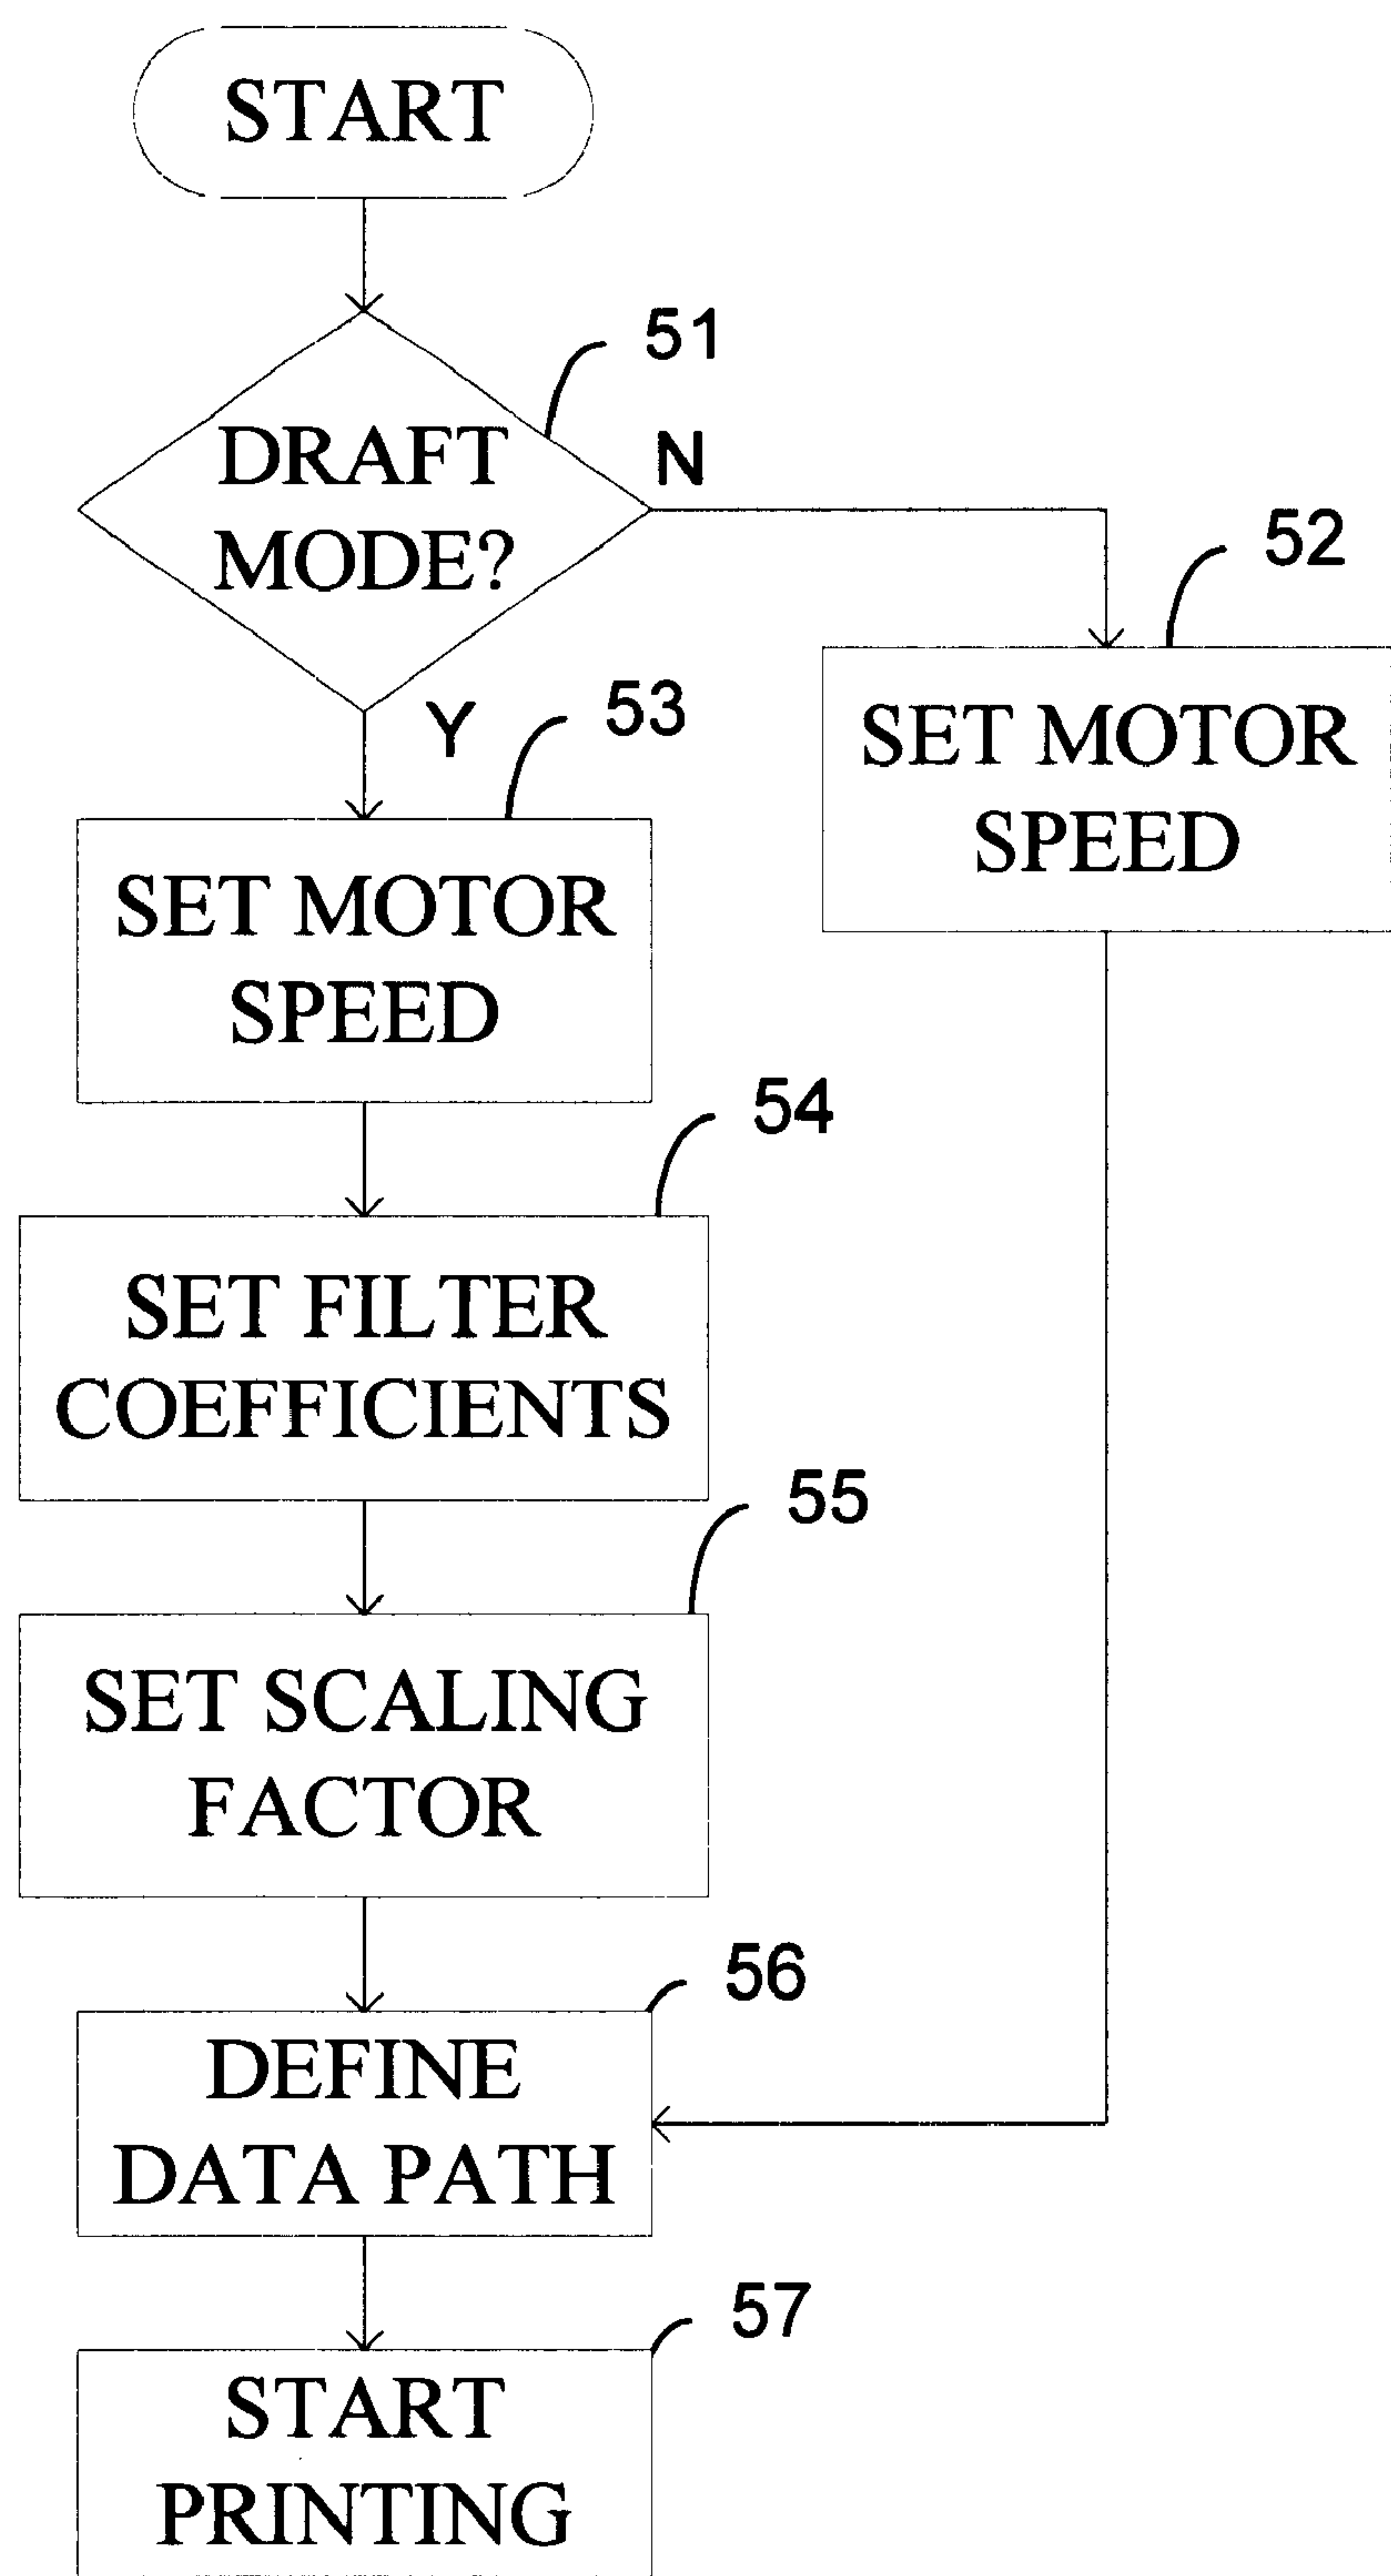 START
51
DRAFT
MODE?
N
52
SET MOTOR
SPEED
Y
53
SET MOTOR
SPEED
54
SET FILTER
COEFFICIENTS
55
SET SCALING
FACTOR
56
DEFINE
DATA PATH
57
START
PRINTING